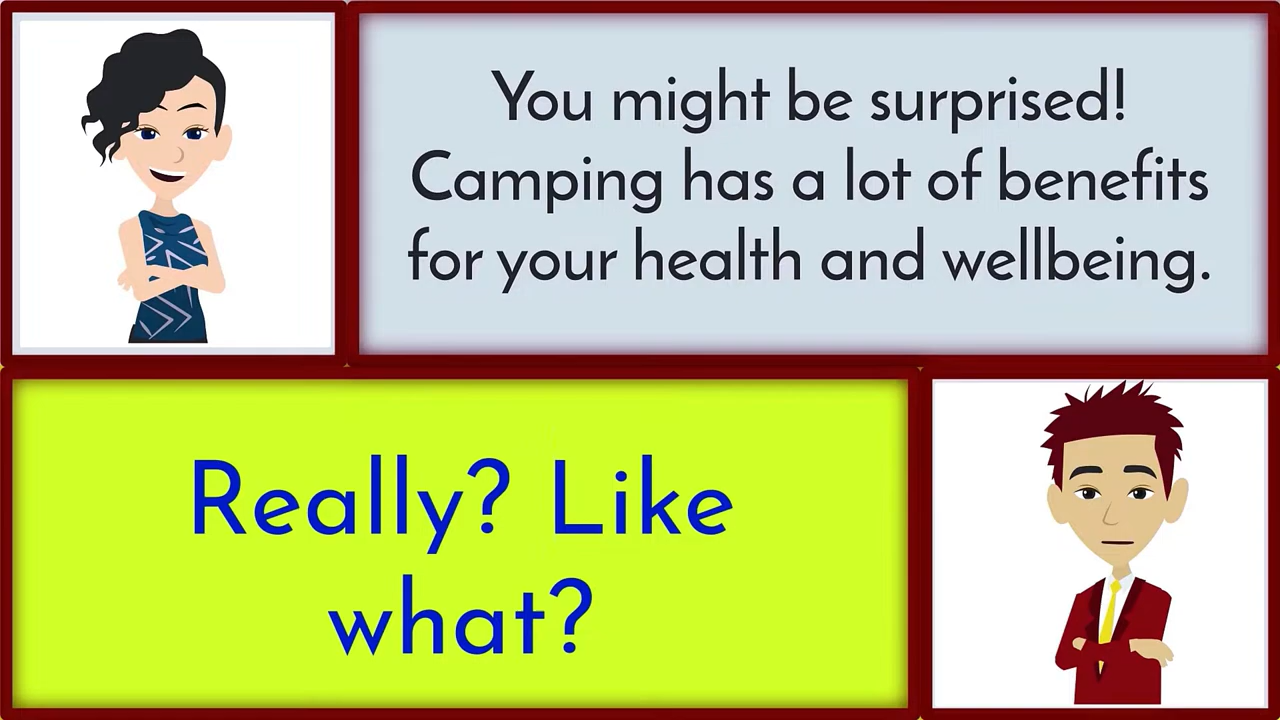 You might be surprised!
Camping has a lot of benefits
for your health and wellbeing.
Really? Like
what?